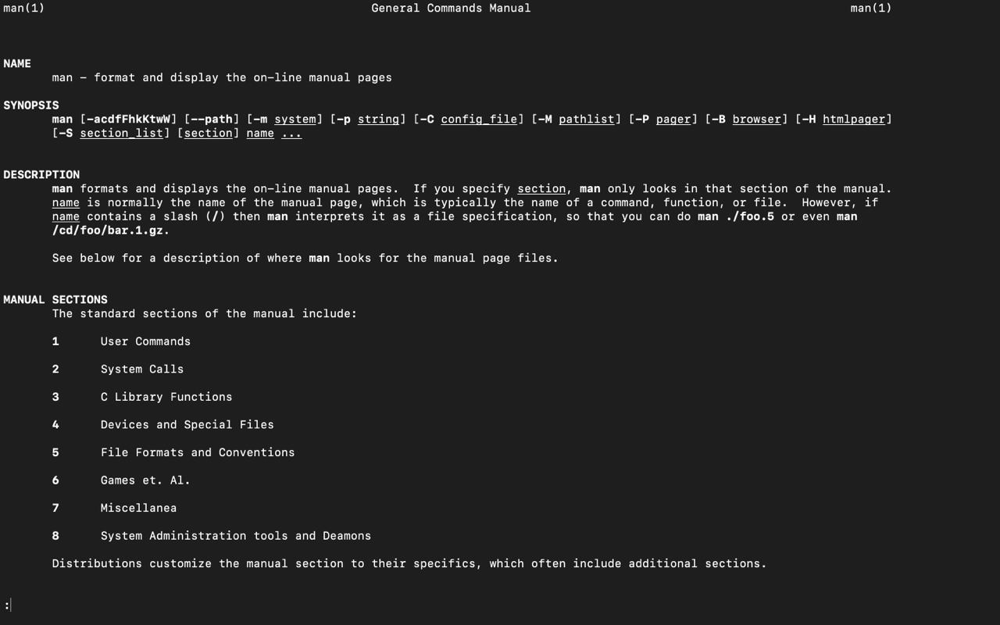 man(1) General Commands Manual man(1)
NAME
man – format and display the on-line manual pages
SYNOPSIS
man [-acdfFhkKtwW] [--path] [-m system] [-p string] [-C config_file] [-M pathlist] [-P pager] [-B browser] [-H htmlpager]
[-S section_list] [section] name ...
DESCRIPTION
man formats and displays the on-line manual pages.  If you specify section, man only looks in that section of the manual.
name is normally the name of the manual page, which is typically the name of a command, function, or file.  However, if
name contains a slash (/) then man interprets it as a file specification, so that you can do man ./foo.5 or even man
/cd/foo/bar.1.gz.
See below for a description of where man looks for the manual page files.
MANUAL SECTIONS
The standard sections of the manual include:
1 User Commands
2 System Calls
3 C Library Functions
4 Devices and Special Files
5 File Formats and Conventions
6 Games et. Al.
7 Miscellanea
8 System Administration tools and Deamons
Distributions customize the manual section to their specifics, which often include additional sections.
: